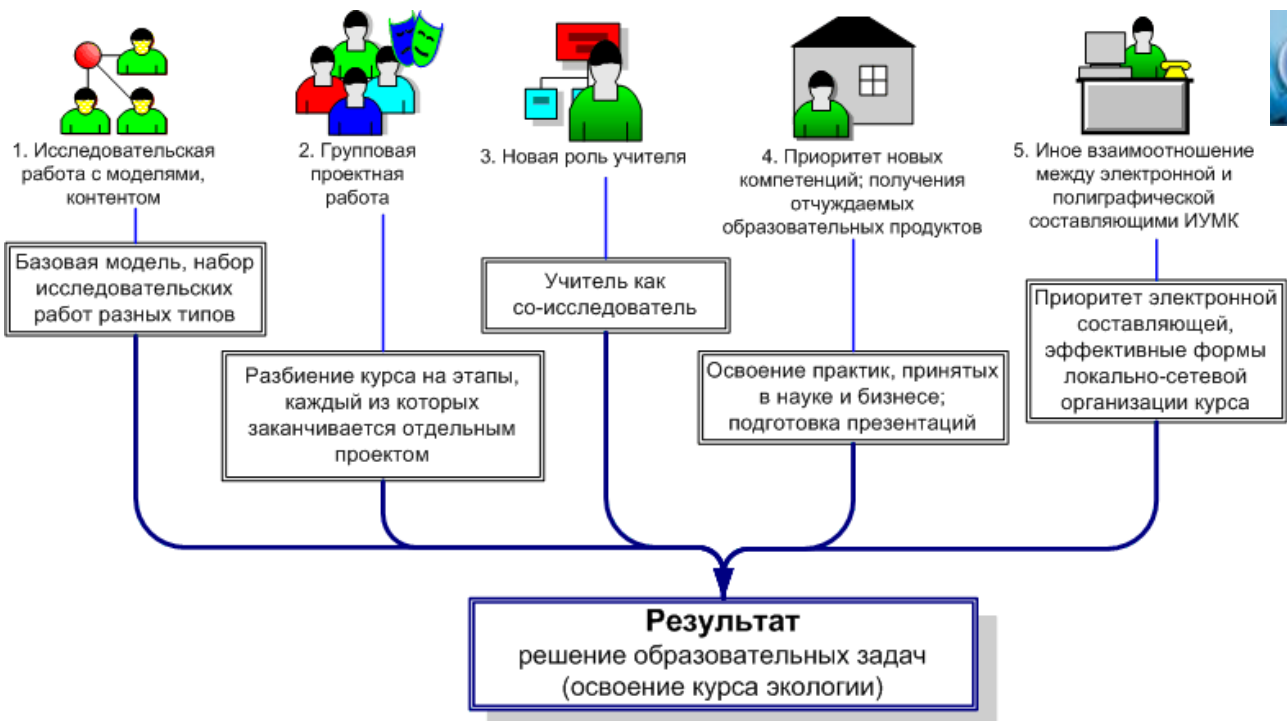 1. Исследовательская
работа с моделями,
контентом
2. Групповая
проектная
работа
3. Новая роль учителя
4. Приоритет новых
компетенций; получения
отчуждаемых
образовательных продуктов
5. Иное взаимоотношение
между электронной и
полиграфической
составляющими ИУМК
Базовая модель, набор
исследовательских
работ разных типов
Разбиение курса на этапы,
каждый из которых
заканчивается отдельным
проектом
Учитель как
со-исследователь
Освоение практик, принятых
в науке и бизнесе;
подготовка презентаций
Приоритет электронной
составляющей,
эффективные формы
локально-сетевой
организации курса
Результат
решение образовательных задач
(освоение курса экологии)